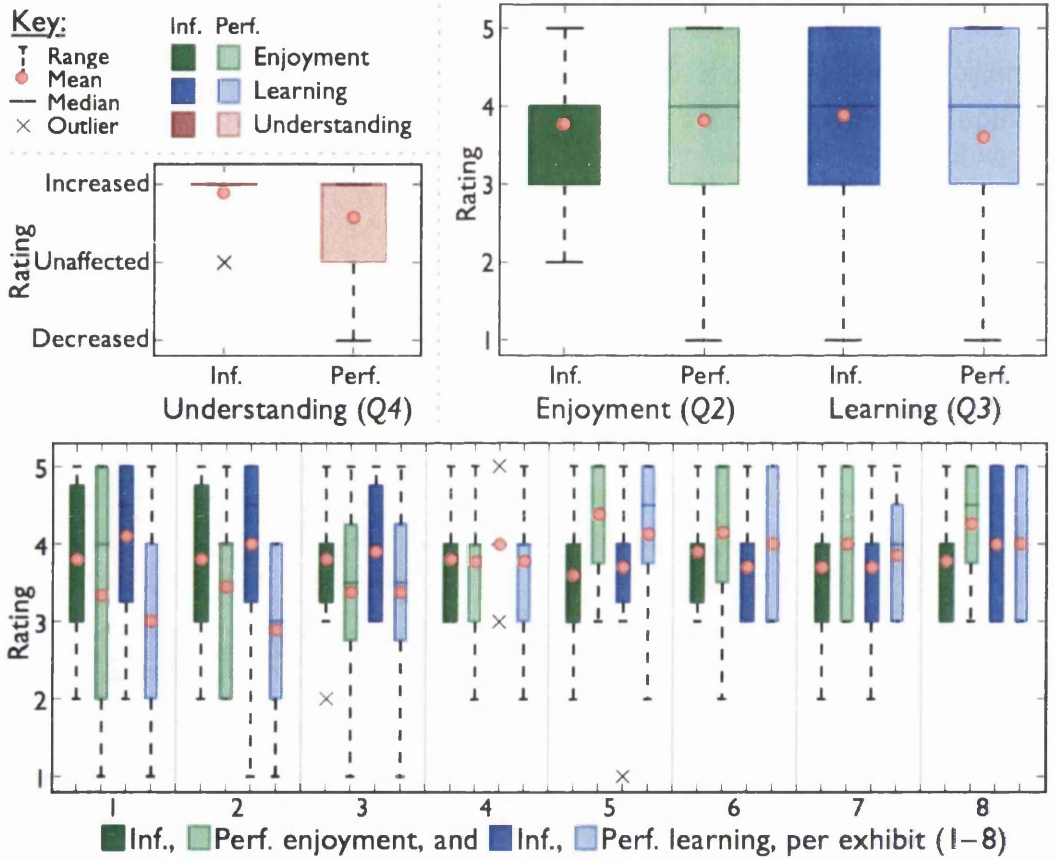 Key:
Range
Mean
Median
Outlier
Inf. Perf.
Enjoyment
Learning
Understanding
Increased
Unaffected
Decreased
Rating
Inf. Perf.
Understanding (Q4)
5
4
3
2
1
Rating
Inf. Perf. Inf. Perf.
Enjoyment (Q2) Learning (Q3)
5
4
3
2
1
Rating
1 2 3 4 5 6 7 8
Inf., Perf. enjoyment, and Inf., Perf. learning, per exhibit (1–8)